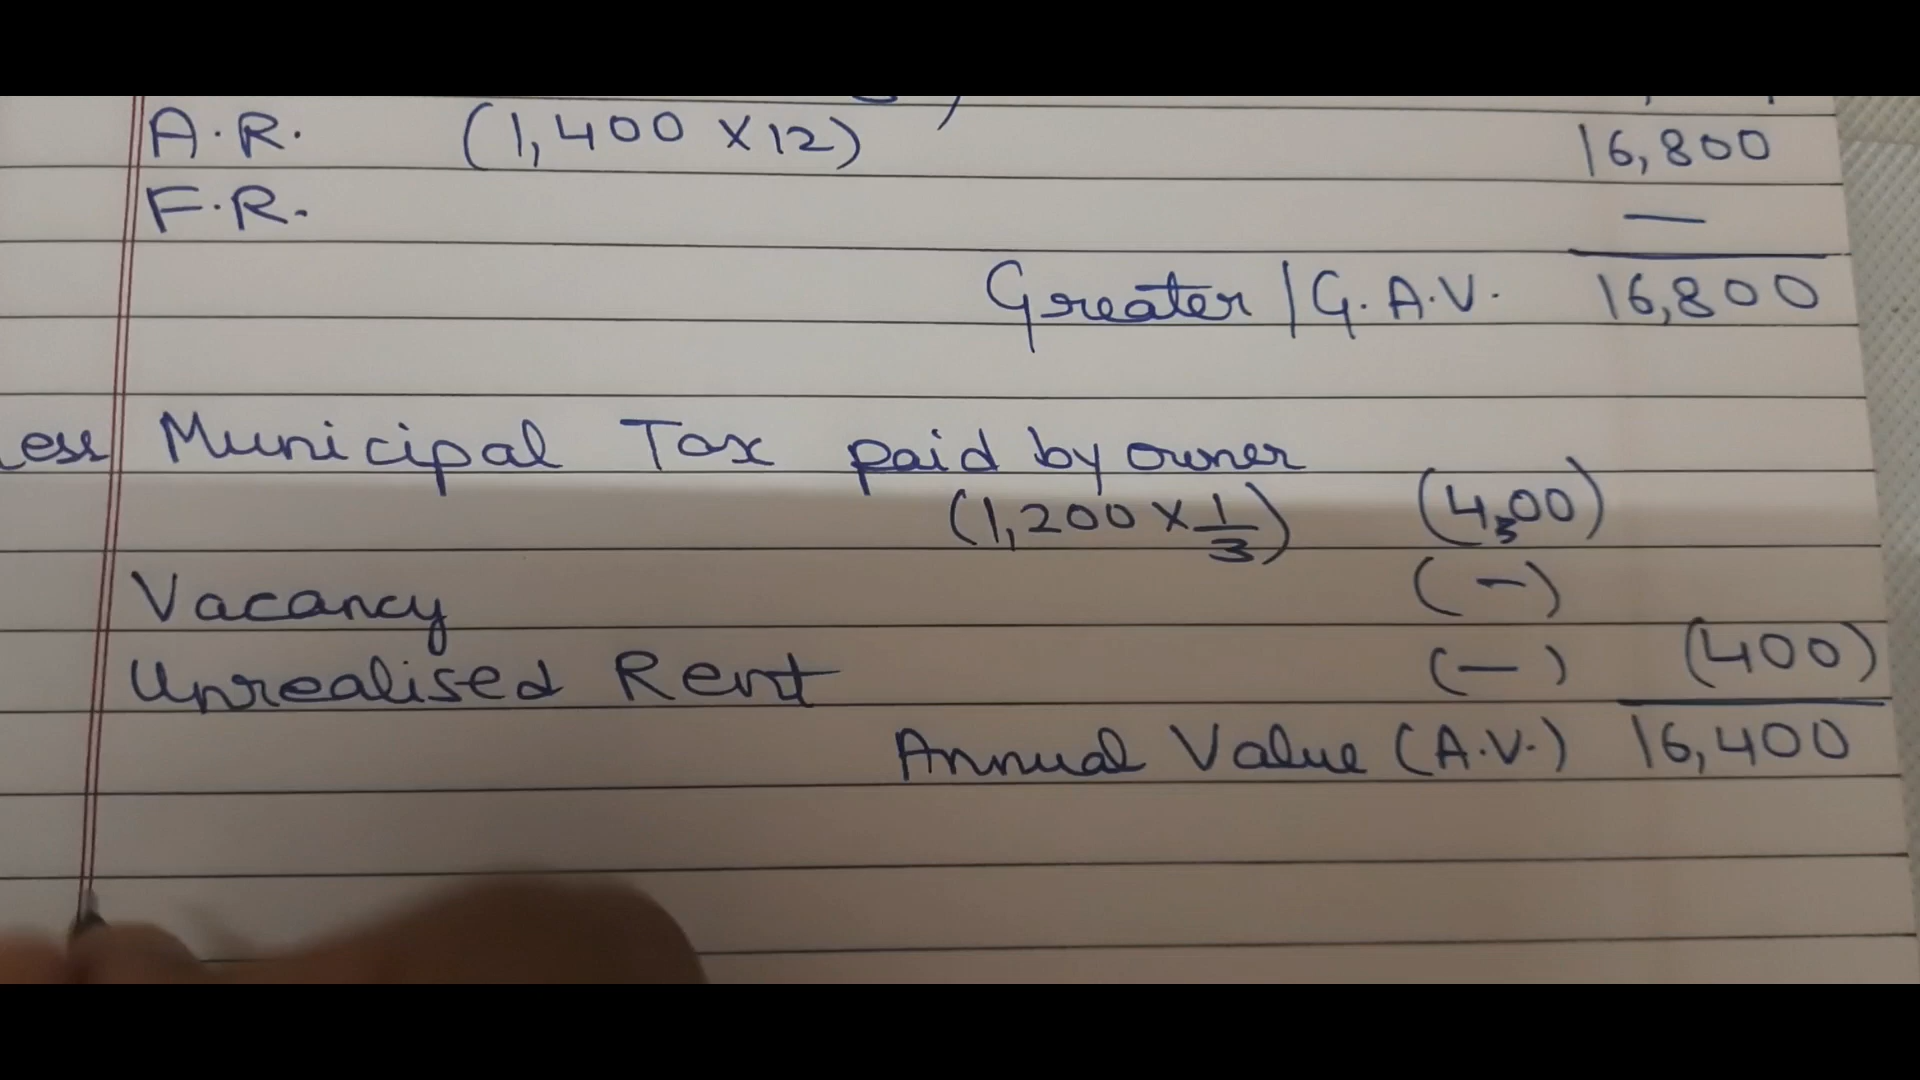 A.R. (1,400 × 12) 16,800
F.R. —
Greater / G.A.V. 16,800
Less Municipal Tax paid by owner
(1,200 × 1/3) (400)
Vacancy (-)
Unrealised Rent (-) (400)
Annual Value (A.V.) 16,400